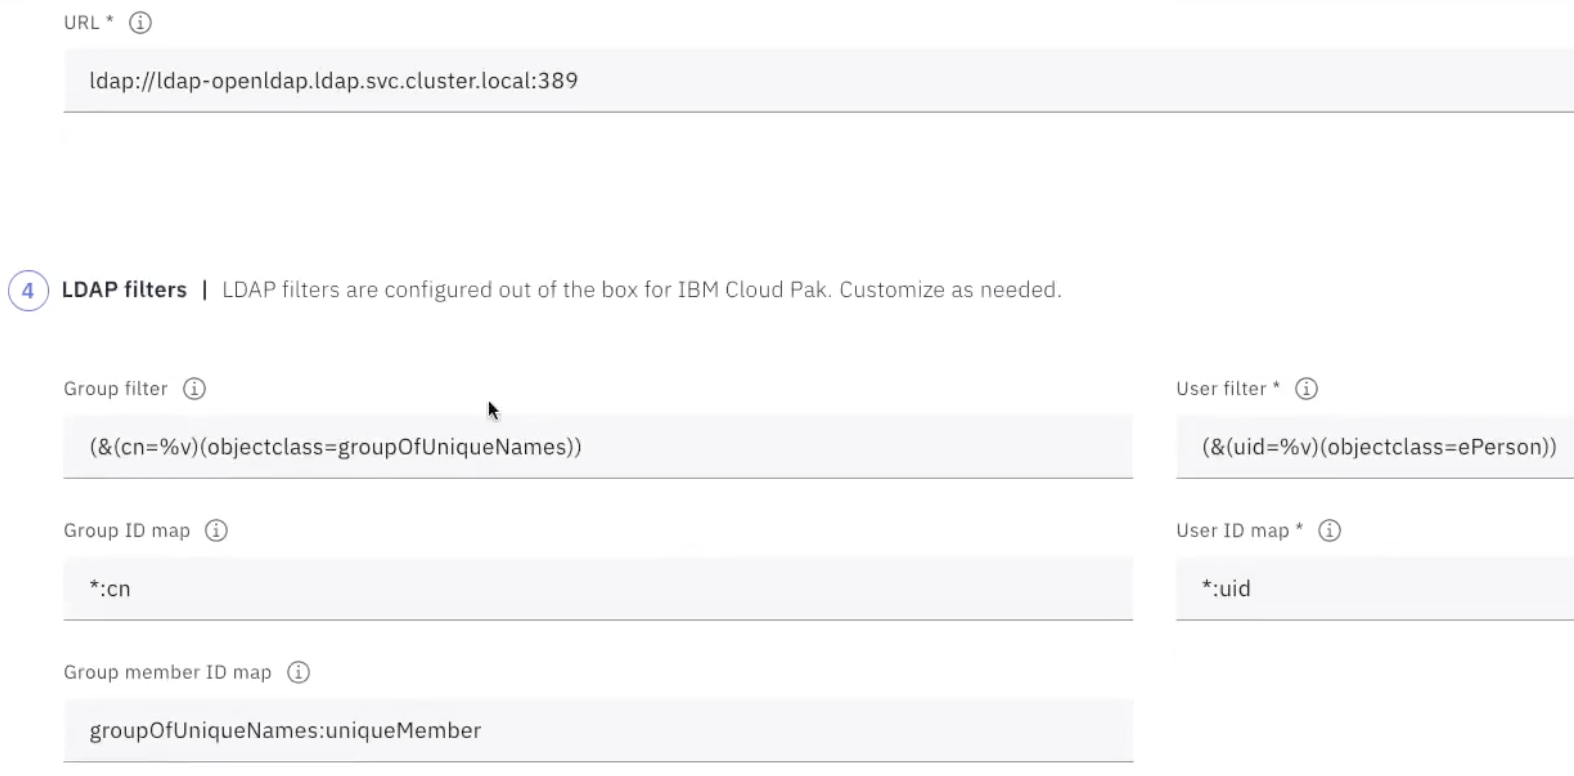 URL *
ldap://ldap-openldap.ldap.svc.cluster.local:389
4 LDAP filters | LDAP filters are configured out of the box for IBM Cloud Pak. Customize as needed.
Group filter
User filter *
(&(cn=%v)(objectclass=groupOfUniqueNames))
(&(uid=%v)(objectclass=ePerson))
Group ID map
User ID map *
*:cn
*:uid
Group member ID map
groupOfUniqueNames:uniqueMember